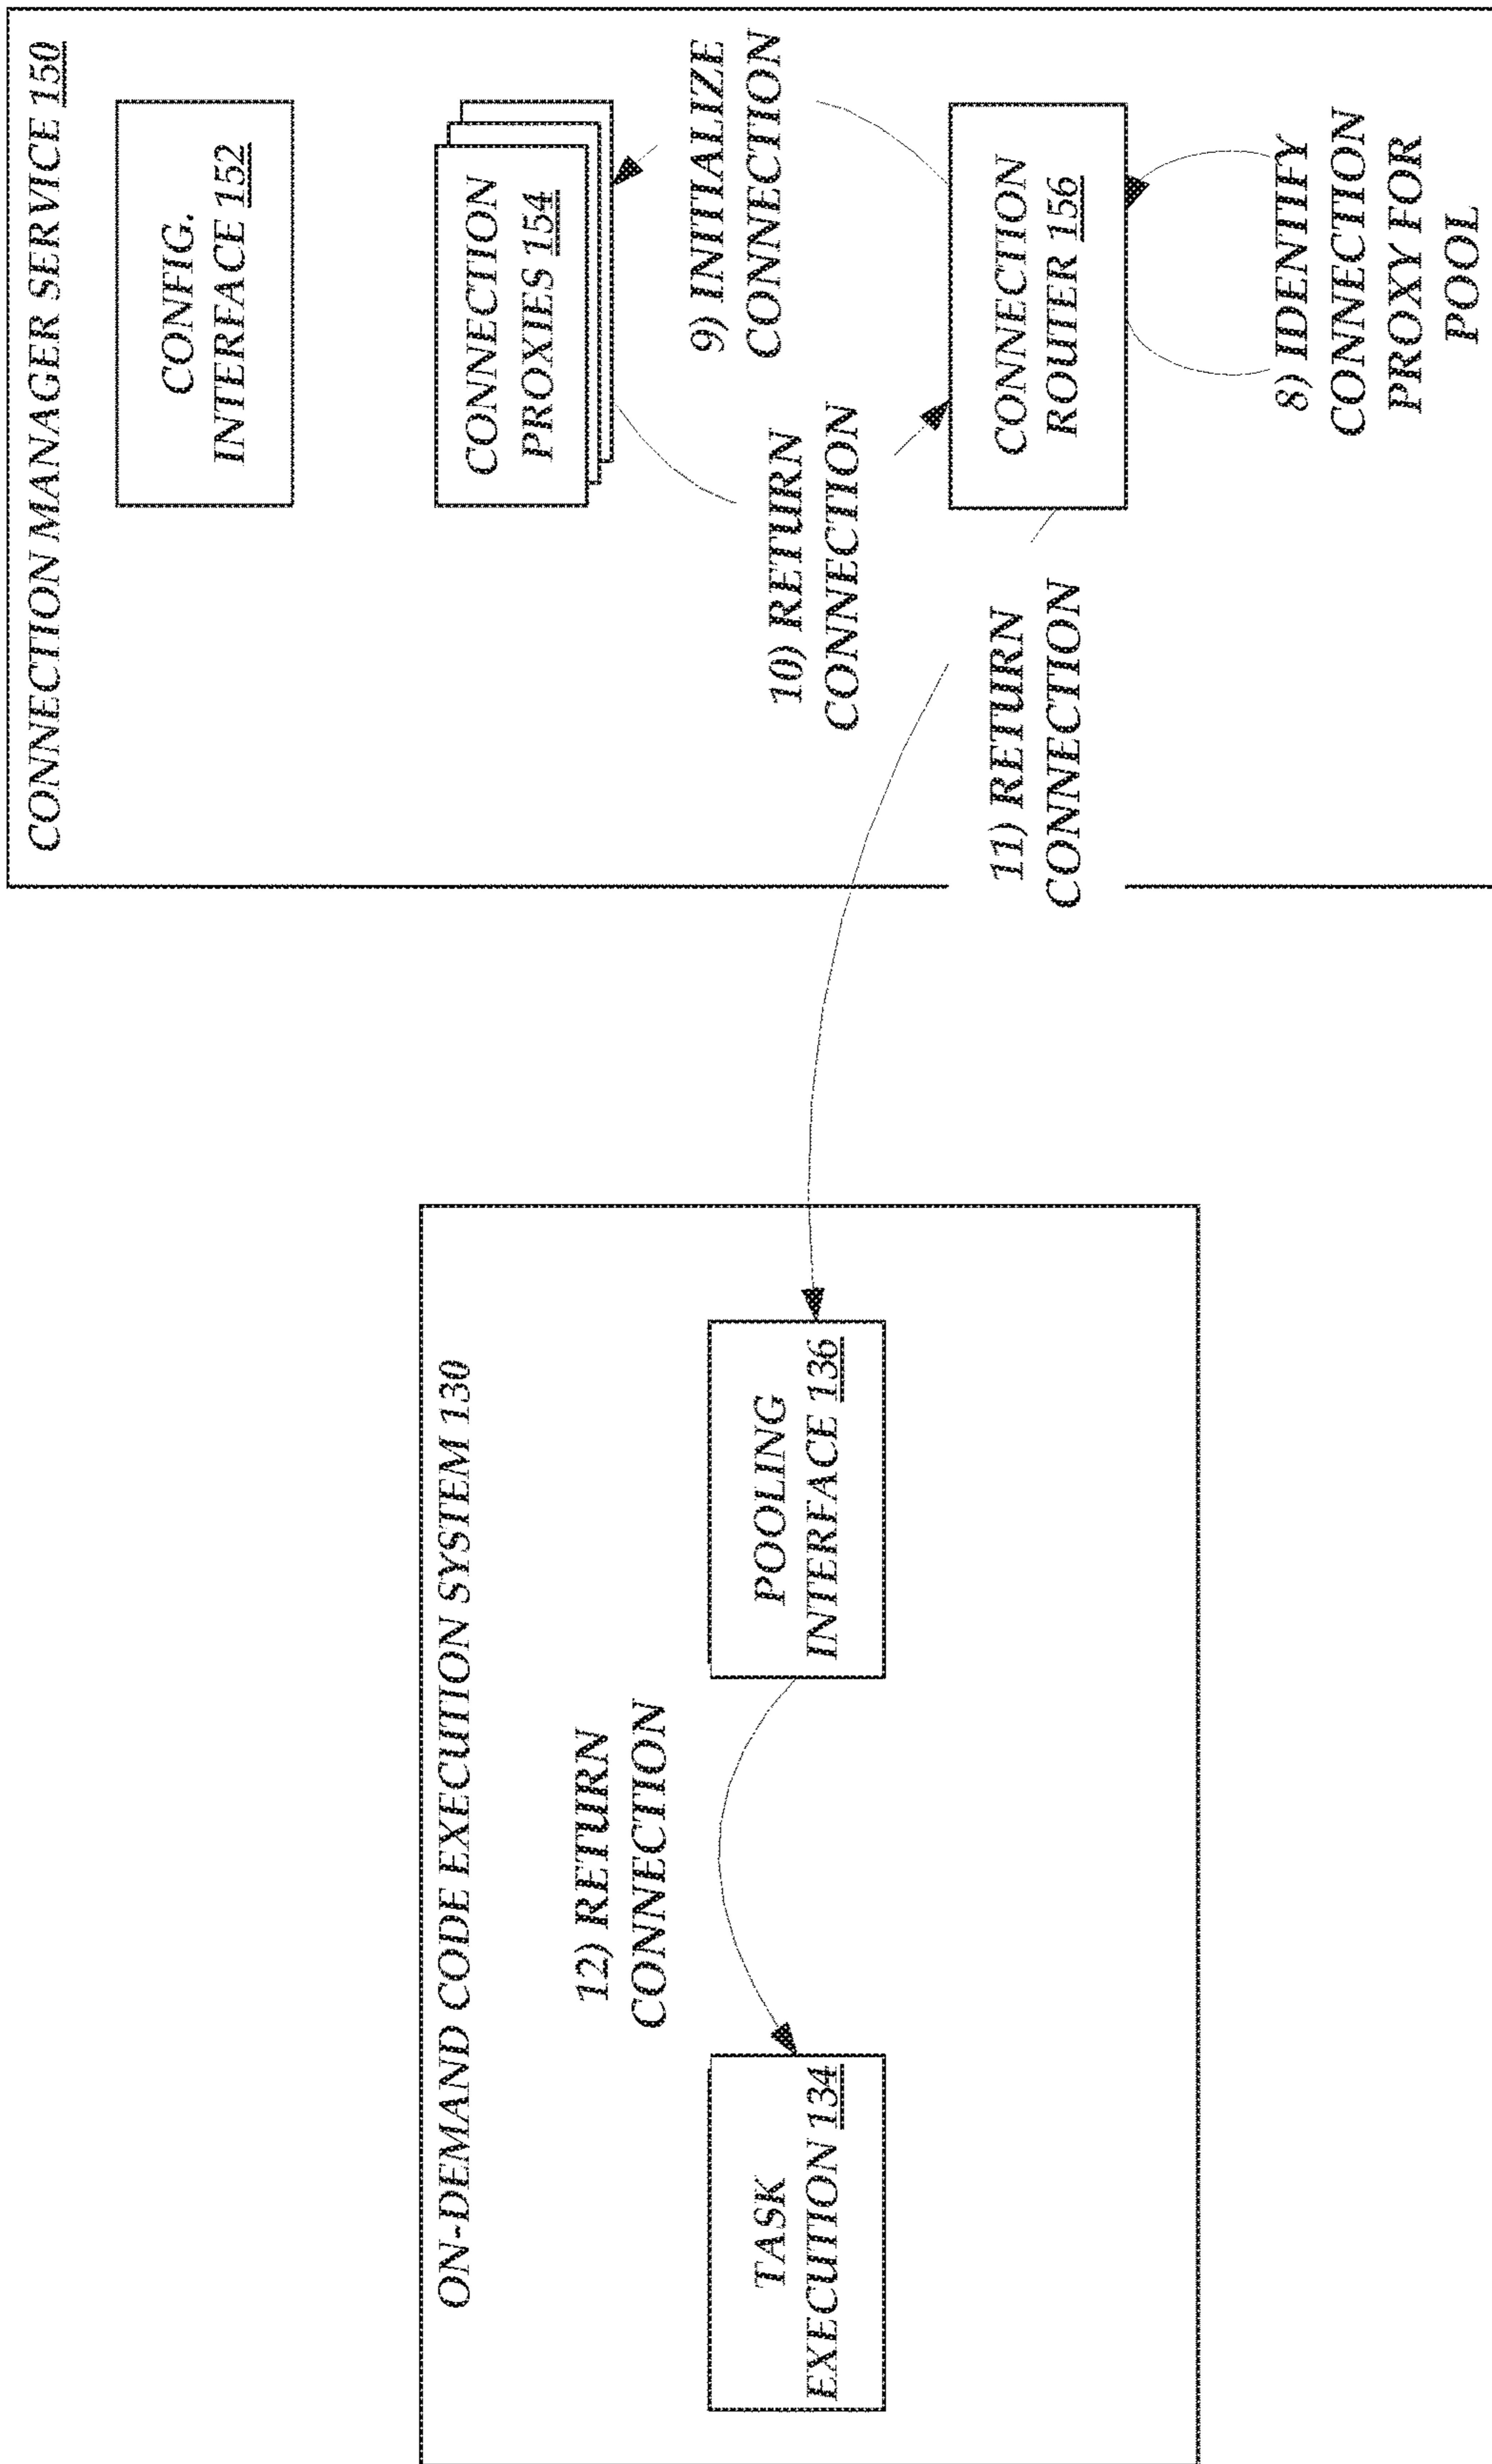 ON-DEMAND CODE EXECUTION SYSTEM 130
TASK
EXECUTION 134
12) RETURN
CONNECTION
POOLING
INTERFACE 136
CONNECTION MANAGER SERVICE 150
CONFIG.
INTERFACE 152
CONNECTION
PROXIES 154
9) INITIALIZE
CONNECTION
10) RETURN
CONNECTION
CONNECTION
ROUTER 156
11) RETURN
CONNECTION
8) IDENTIFY
CONNECTION
PROXY FOR
POOL